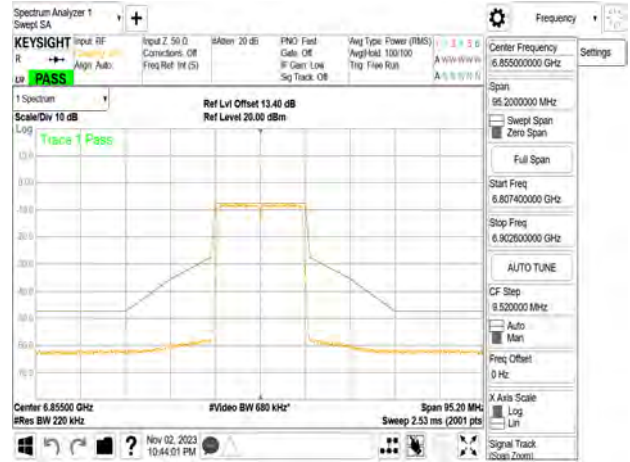 Spectrum Analyzer 1
Swept SA
Frequency
KEYSIGHT Input: RF Input Z: 50 Ω #Atten: 20 dB PNO: Fast Avg Type: Power (RMS)
R Align: Auto Corrections: Off Gate: Off Avg|Hold: 100/100
Freq Ref: Int (S) IF Gain: Low Trig: Free Run
PASS Sig Track: Off
Center Frequency
6.855000000 GHz
Settings
Span
95.2000000 MHz
Swept Span
Zero Span
Full Span
Start Freq
6.807400000 GHz
Stop Freq
6.902600000 GHz
AUTO TUNE
CF Step
9.520000 MHz
Auto
Man
Freq Offset
0 Hz
X Axis Scale
Log
Lin
Signal Track
(Span Zoom)
1 Spectrum
Scale/Div 10 dB
Ref Lvl Offset 13.40 dB
Ref Level 20.00 dBm
Log
Trace 1 Pass
Center 6.85500 GHz #Video BW 680 kHz* Span 95.20 MHz
#Res BW 220 kHz Sweep 2.53 ms (2001 pts
Nov 02, 2023
10:44:01 PM